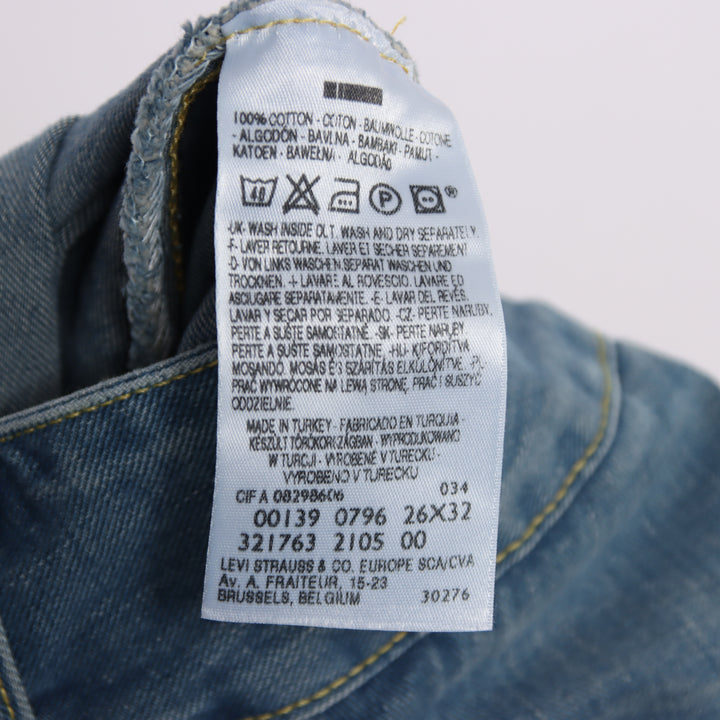 100% COTTON - COTON - BAUMWOLLE - COTONE
- ALGODÓN - BAVLNA - BAMBAKI - PAMUT -
KATOEN - BAWEŁNA - ALGODÃO
40 P ®
-UK- WASH INSIDE OUT. WASH AND DRY SEPARATELY.
-F- LAVER RETOURNE. LAVER ET SECHER SEPAREMENT
-D- VON LINKS WASCHEN. SEPARAT WASCHEN UND
TROCKNEN. -I- LAVARE AL ROVESCIO. LAVARE ED
ASCIUGARE SEPARATAMENTE. -E- LAVAR DEL REVÉS.
LAVAR Y SECAR POR SEPARADO. -CZ- PERTE NARUBY.
PERTE A SUŠTE SAMOSTATNE. -SK- PERTE NARUBY.
PERTE A SUŠTE SAMOSTATNE. -HU- KIFORDÍTVA
MOSANDÓ. MOSÁS ÉS SZÁRÍTÁS ELKÜLÖNÍTVE. -PL-
PRAĆ WYWRÓCONE NA LEWĄ STRONĘ. PRAĆ I SUSZYĆ
ODDZIELNIE.
MADE IN TURKEY - FABRICADO EN TURQUIA -
KÉSZÜLT TÖRÖKORSZÁGBAN - WYPRODUKOWANO
W TURCJI - VYROBENÉ V TURECKU -
VYROBENO V TURECKU
CIF A 08298606 034
00139 0796 26X32
321763 2105 00
LEVI STRAUSS & CO. EUROPE SCA/CVA
AV. A. FRAITEUR, 15-23
BRUSSELS, BELGIUM 30276